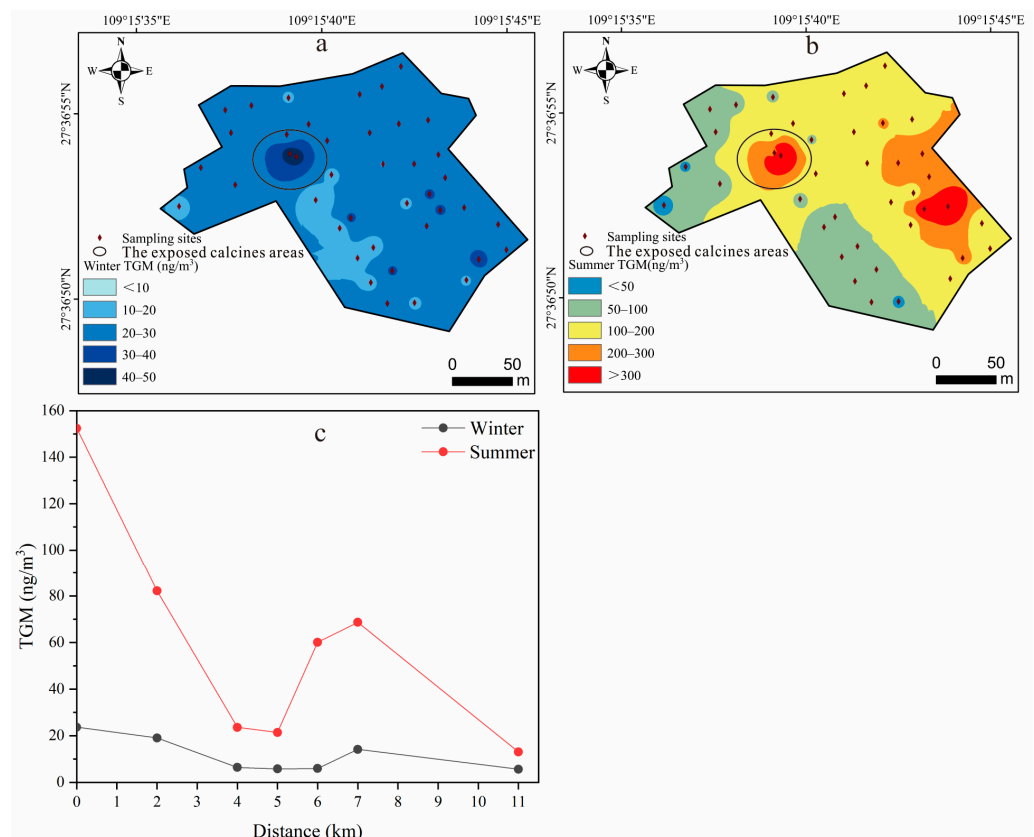 109°15'35"E 109°15'40"E 109°15'45"E
a
N
W E
S
27°36'55"N
27°36'50"N
Sampling sites
The exposed calcines areas
Winter TGM (ng/m³)
<10
10–20
20–30
30–40
40–50
0 50
m
109°15'35"E 109°15'40"E 109°15'45"E
b
N
W E
S
27°36'55"N
27°36'50"N
Sampling sites
The exposed calcines areas
Summer TGM(ng/m³)
<50
50–100
100–200
200–300
>300
0 50
m
c
Winter
Summer
TGM (ng/m³)
160
140
120
100
80
60
40
20
0
0 1 2 3 4 5 6 7 8 9 10 11
Distance (km)